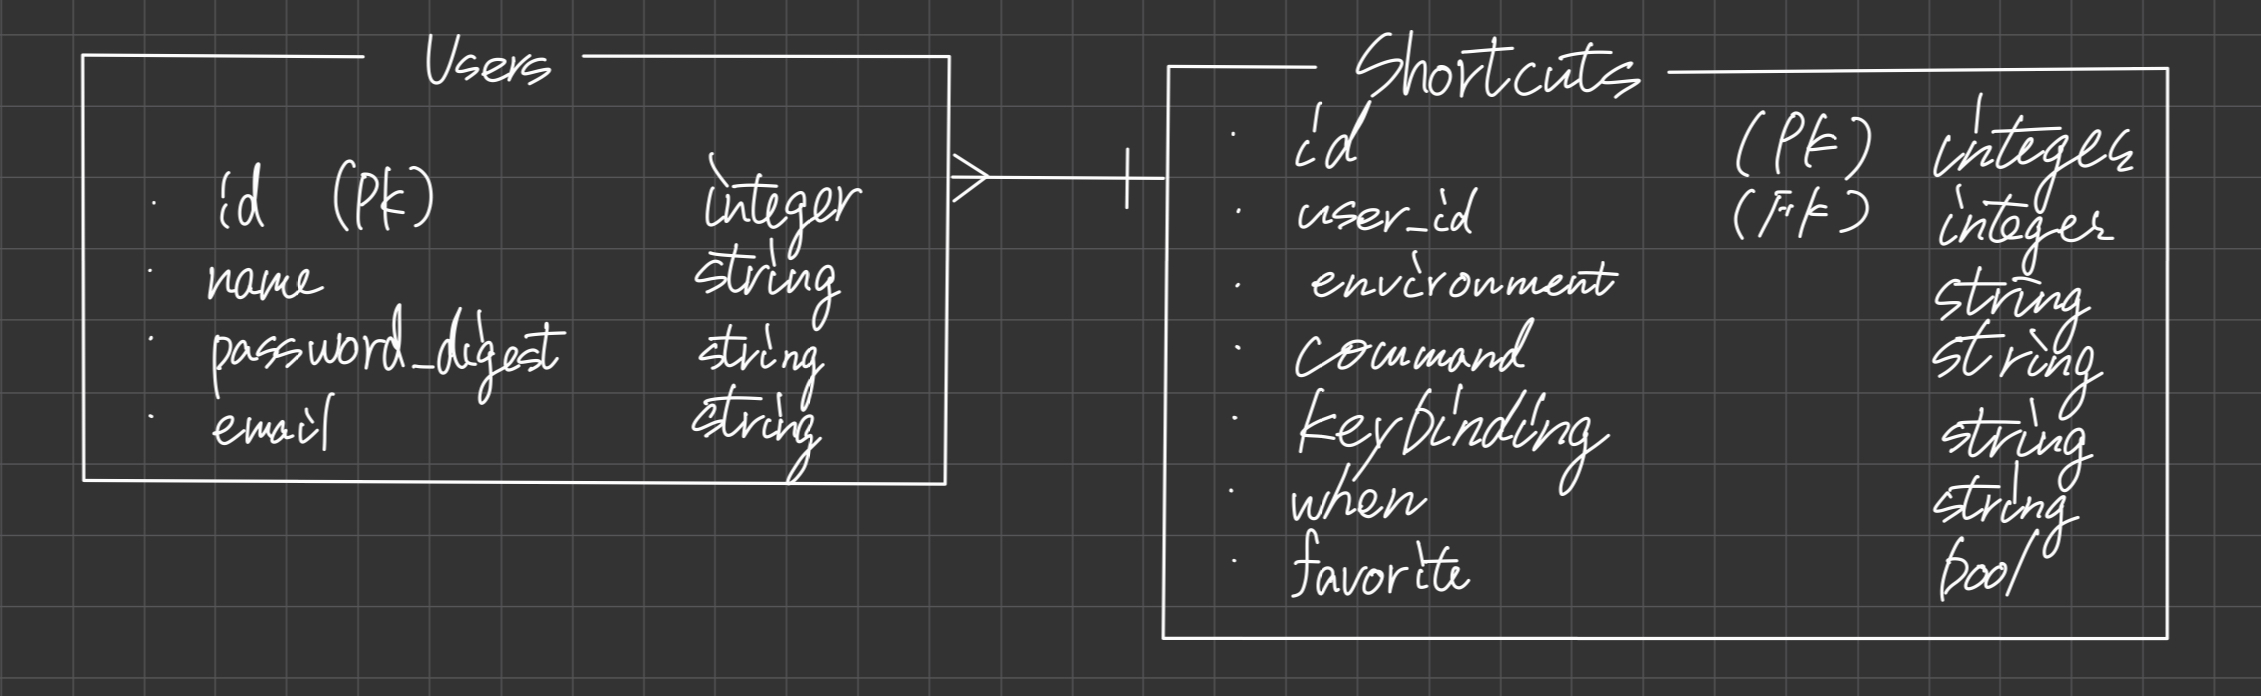 Users
· id (PK) integer
· name string
· password_digest string
· email string
Shortcuts
· id (PK) integer
· user_id (FK) integer
· environment string
· command string
· keybinding string
· when string
· favorite bool